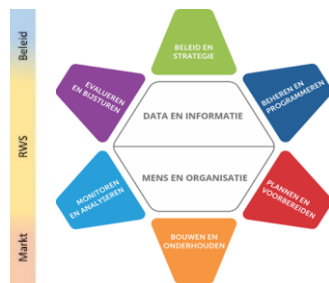 Beleid
RWS
Markt
BELEID EN
STRATEGIE
BEHEREN EN
PROGRAMMEREN
PLANNEN EN
VOORBEREIDEN
BOUWEN EN
ONDERHOUDEN
MONITOREN
EN ANALYSEREN
EVALUEREN
EN BIJSTUREN
DATA EN INFORMATIE
MENS EN ORGANISATIE